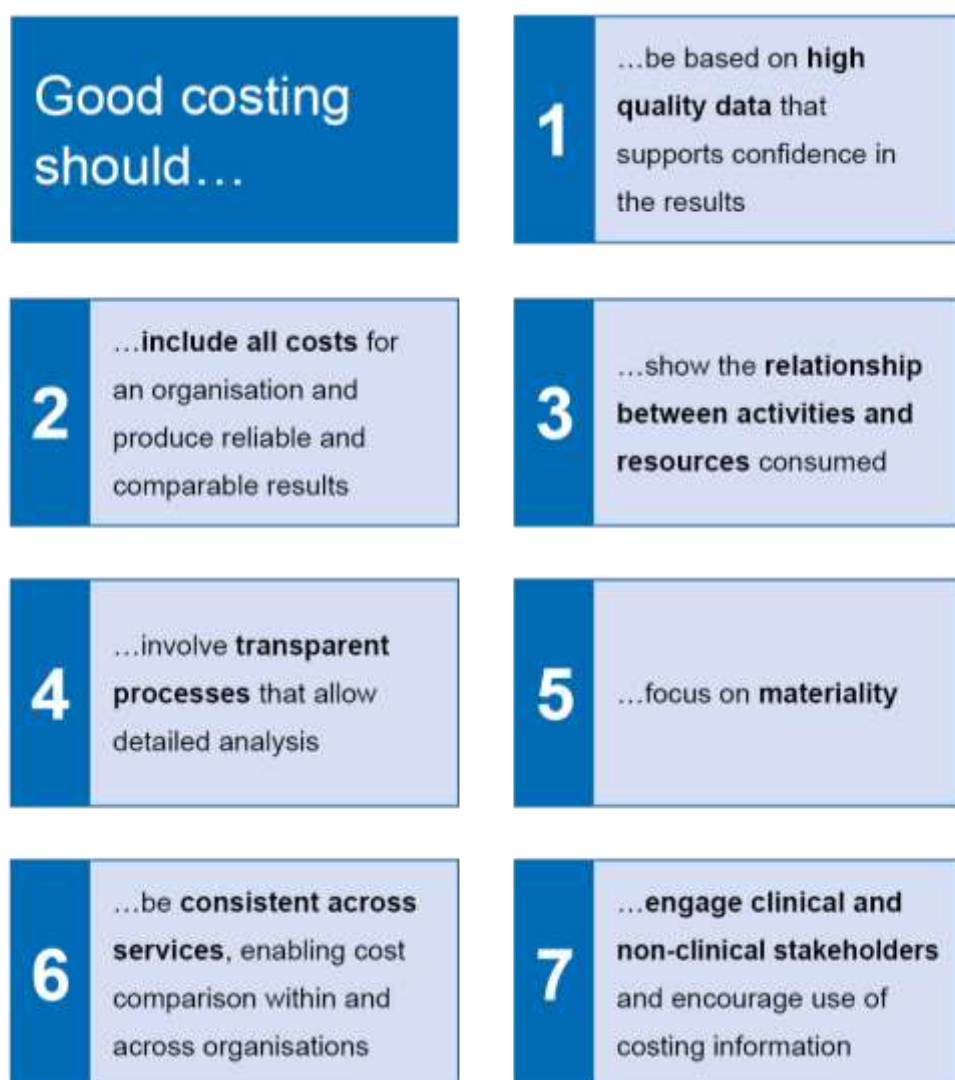 Good costing
should…
1
…be based on high
quality data that
supports confidence in
the results
2
…include all costs for
an organisation and
produce reliable and
comparable results
3
…show the relationship
between activities and
resources consumed
4
…involve transparent
processes that allow
detailed analysis
5
…focus on materiality
6
…be consistent across
services, enabling cost
comparison within and
across organisations
7
…engage clinical and
non-clinical stakeholders
and encourage use of
costing information